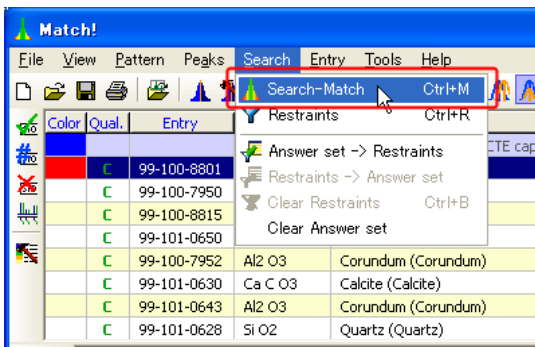 Match!
File View Pattern Peaks Search Entry Tools Help
Search-Match Ctrl+M
Restraints Ctrl+R
Answer set -> Restraints
Restraints -> Answer set
Clear Restraints Ctrl+B
Clear Answer set
Color Qual. Entry
CTE cap
C 99-100-8801
C 99-100-7950
C 99-100-8815
C 99-101-0650
C 99-100-7952 Al2 O3 Corundum (Corundum)
C 99-101-0630 Ca C O3 Calcite (Calcite)
C 99-101-0643 Al2 O3 Corundum (Corundum)
C 99-101-0628 Si O2 Quartz (Quartz)